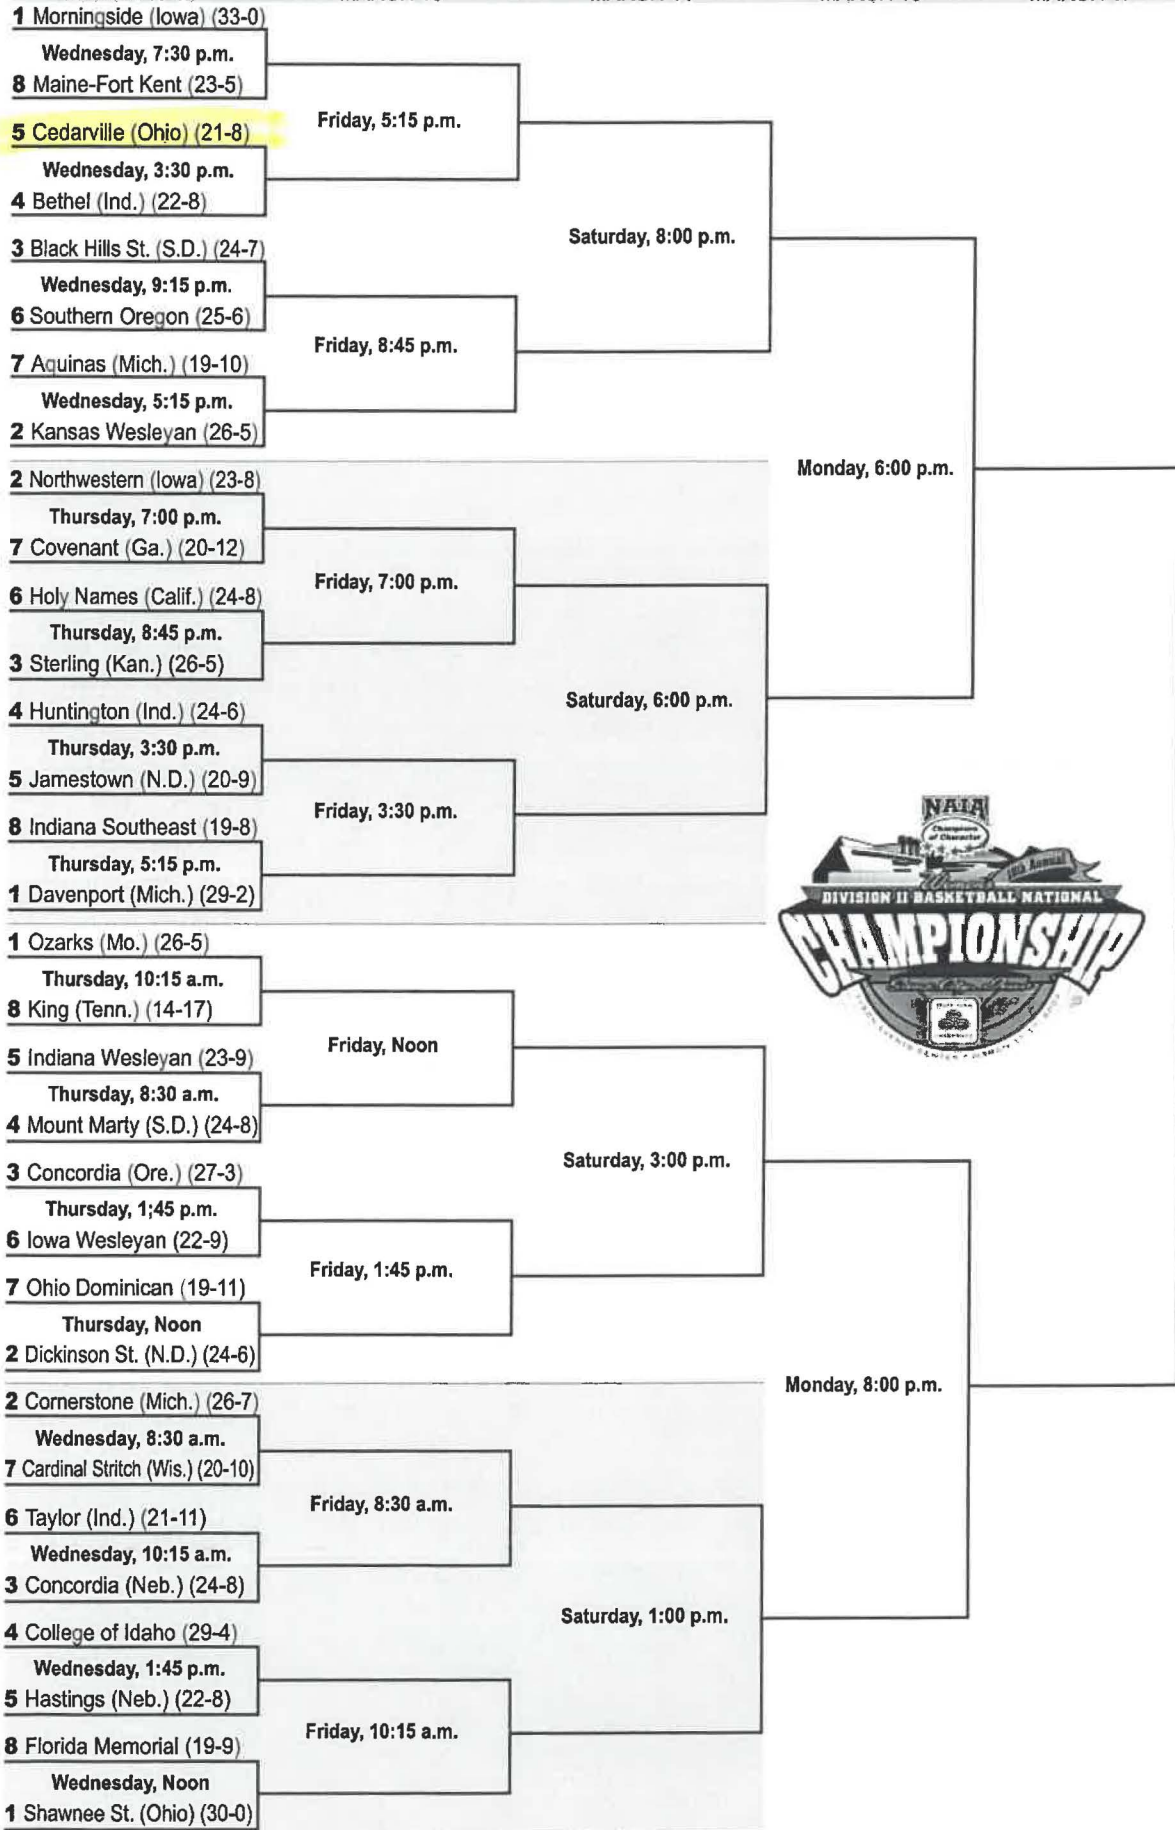 1 Morningside (Iowa) (33-0)
Wednesday, 7:30 p.m.
8 Maine-Fort Kent (23-5)
Friday, 5:15 p.m.
5 Cedarville (Ohio) (21-8)
Wednesday, 3:30 p.m.
4 Bethel (Ind.) (22-8)
Saturday, 8:00 p.m.
3 Black Hills St. (S.D.) (24-7)
Wednesday, 9:15 p.m.
6 Southern Oregon (25-6)
Friday, 8:45 p.m.
7 Aquinas (Mich.) (19-10)
Wednesday, 5:15 p.m.
2 Kansas Wesleyan (26-5)
Monday, 6:00 p.m.
2 Northwestern (Iowa) (23-8)
Thursday, 7:00 p.m.
7 Covenant (Ga.) (20-12)
Friday, 7:00 p.m.
6 Holy Names (Calif.) (24-8)
Thursday, 8:45 p.m.
3 Sterling (Kan.) (26-5)
Saturday, 6:00 p.m.
4 Huntington (Ind.) (24-6)
Thursday, 3:30 p.m.
5 Jamestown (N.D.) (20-9)
Friday, 3:30 p.m.
8 Indiana Southeast (19-8)
Thursday, 5:15 p.m.
1 Davenport (Mich.) (29-2)
NAIA
Champions
of Character
Annual
DIVISION II BASKETBALL NATIONAL
CHAMPIONSHIP
1 Ozarks (Mo.) (26-5)
Thursday, 10:15 a.m.
8 King (Tenn.) (14-17)
Friday, Noon
5 Indiana Wesleyan (23-9)
Thursday, 8:30 a.m.
4 Mount Marty (S.D.) (24-8)
Saturday, 3:00 p.m.
3 Concordia (Ore.) (27-3)
Thursday, 1;45 p.m.
6 Iowa Wesleyan (22-9)
Friday, 1:45 p.m.
7 Ohio Dominican (19-11)
Thursday, Noon
2 Dickinson St. (N.D.) (24-6)
Monday, 8:00 p.m.
2 Cornerstone (Mich.) (26-7)
Wednesday, 8:30 a.m.
7 Cardinal Stritch (Wis.) (20-10)
Friday, 8:30 a.m.
6 Taylor (Ind.) (21-11)
Wednesday, 10:15 a.m.
3 Concordia (Neb.) (24-8)
Saturday, 1:00 p.m.
4 College of Idaho (29-4)
Wednesday, 1:45 p.m.
5 Hastings (Neb.) (22-8)
Friday, 10:15 a.m.
8 Florida Memorial (19-9)
Wednesday, Noon
1 Shawnee St. (Ohio) (30-0)